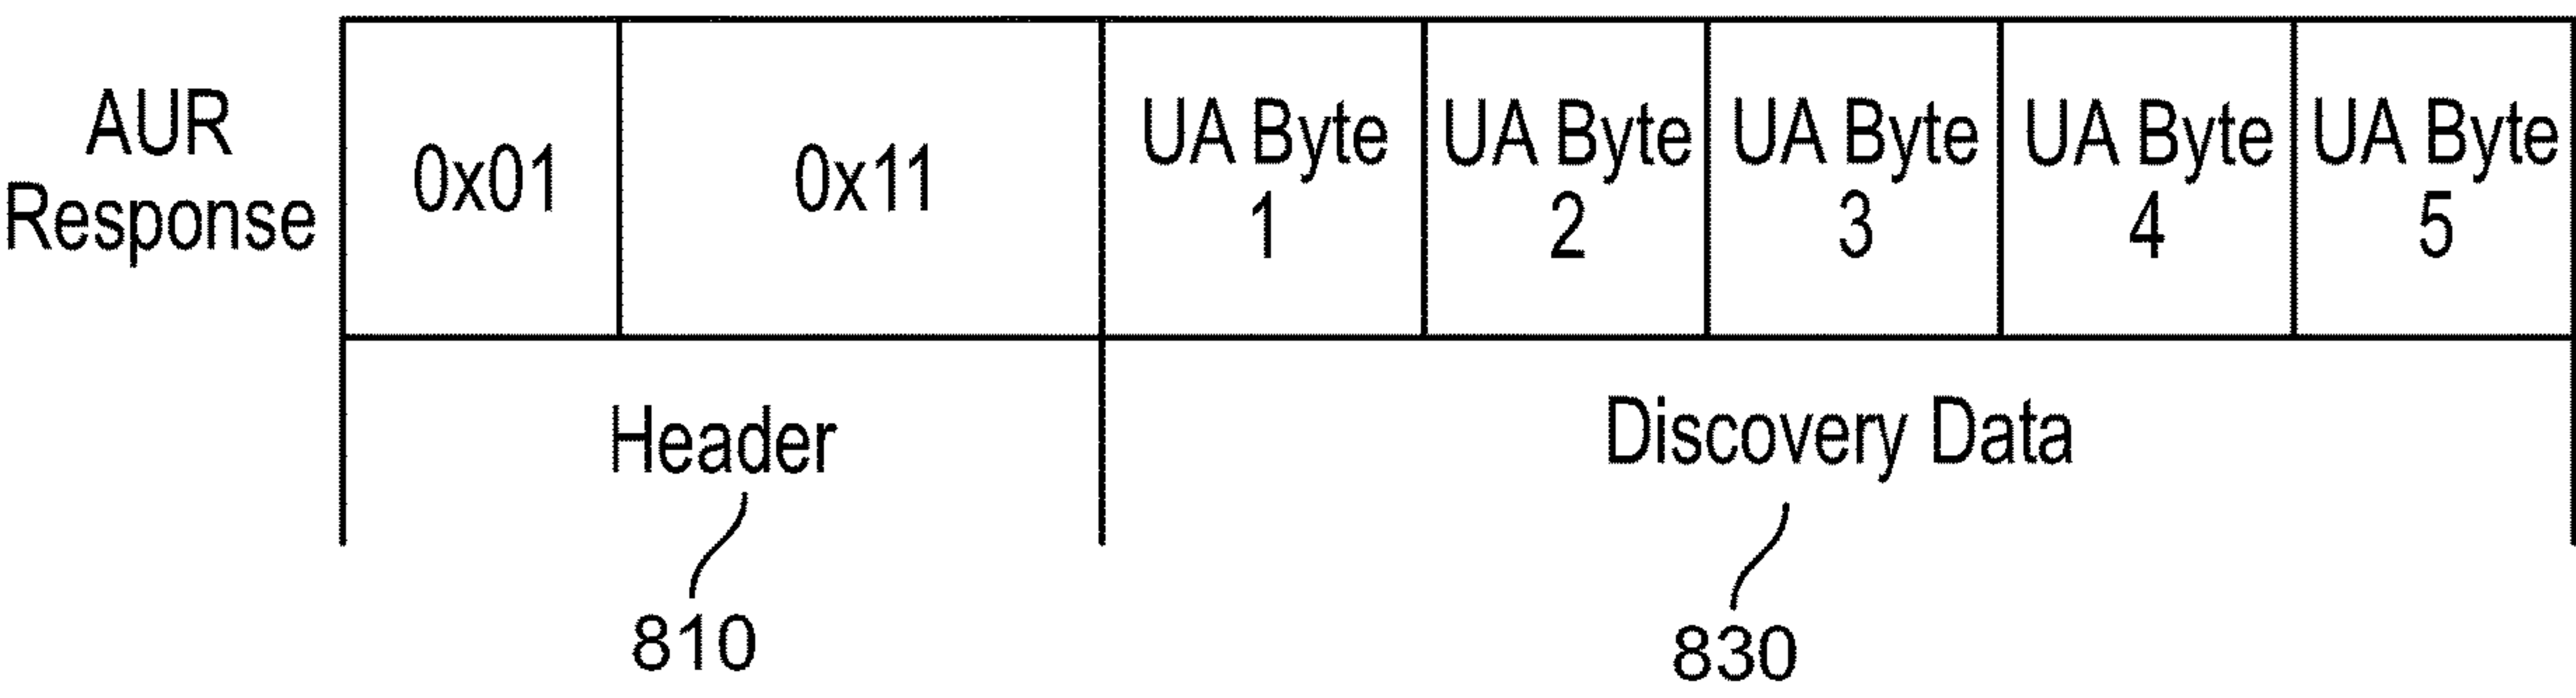 AUR
Response
0x01
0x11
UA Byte
1
UA Byte
2
UA Byte
3
UA Byte
4
UA Byte
5
Header
Discovery Data
810
830